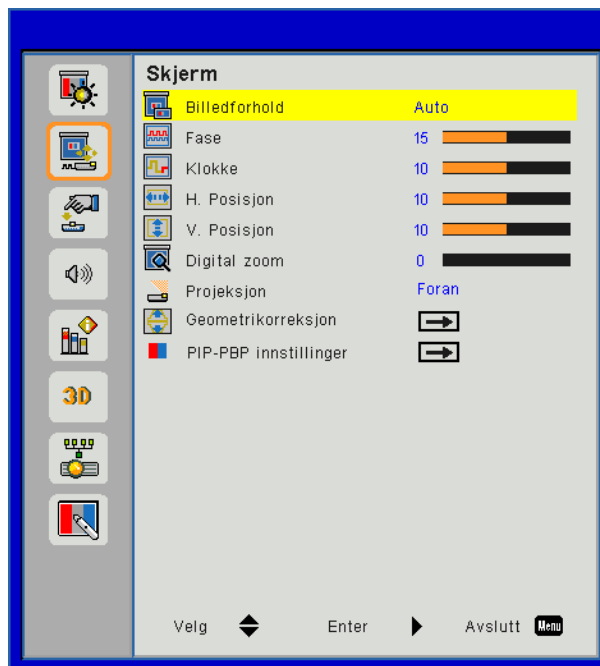 Skjerm
Billedforhold Auto
Fase 15
Klokke 10
H. Posisjon 10
V. Posisjon 10
Digital zoom 0
Projeksjon Foran
Geometrikorreksjon
PIP-PBP innstillinger
3D
Velg Enter Avslutt Menu